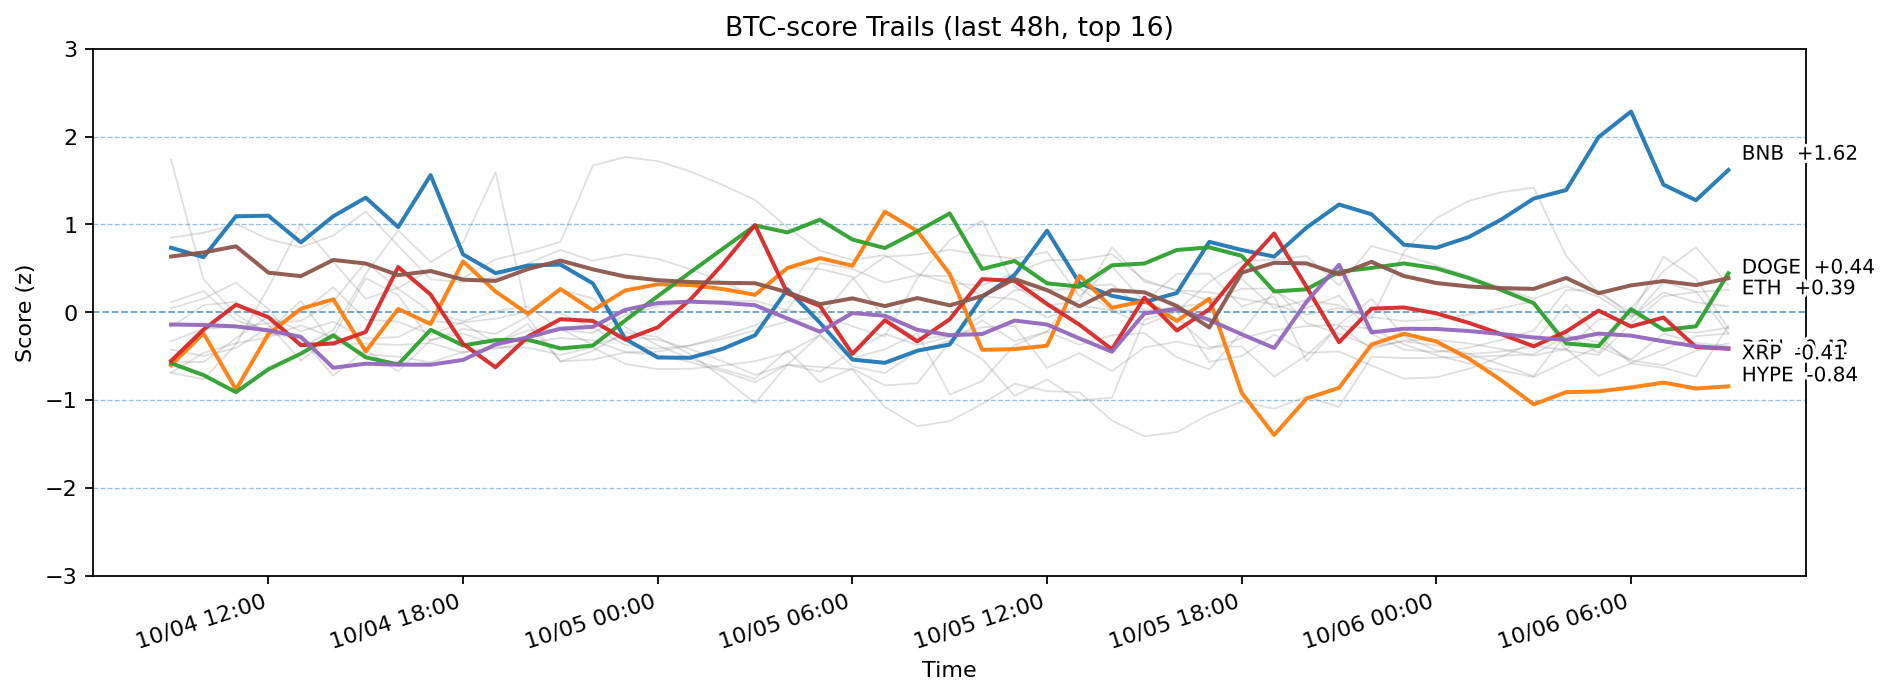 BTC-score Trails (last 48h, top 16)
3
2
1
0
−1
−2
−3
Score (z)
BNB +1.62
DOGE +0.44
ETH +0.39
XRP -0.41
HYPE -0.84
10/04 12:00
10/04 18:00
10/05 00:00
10/05 06:00
10/05 12:00
10/05 18:00
10/06 00:00
10/06 06:00
Time